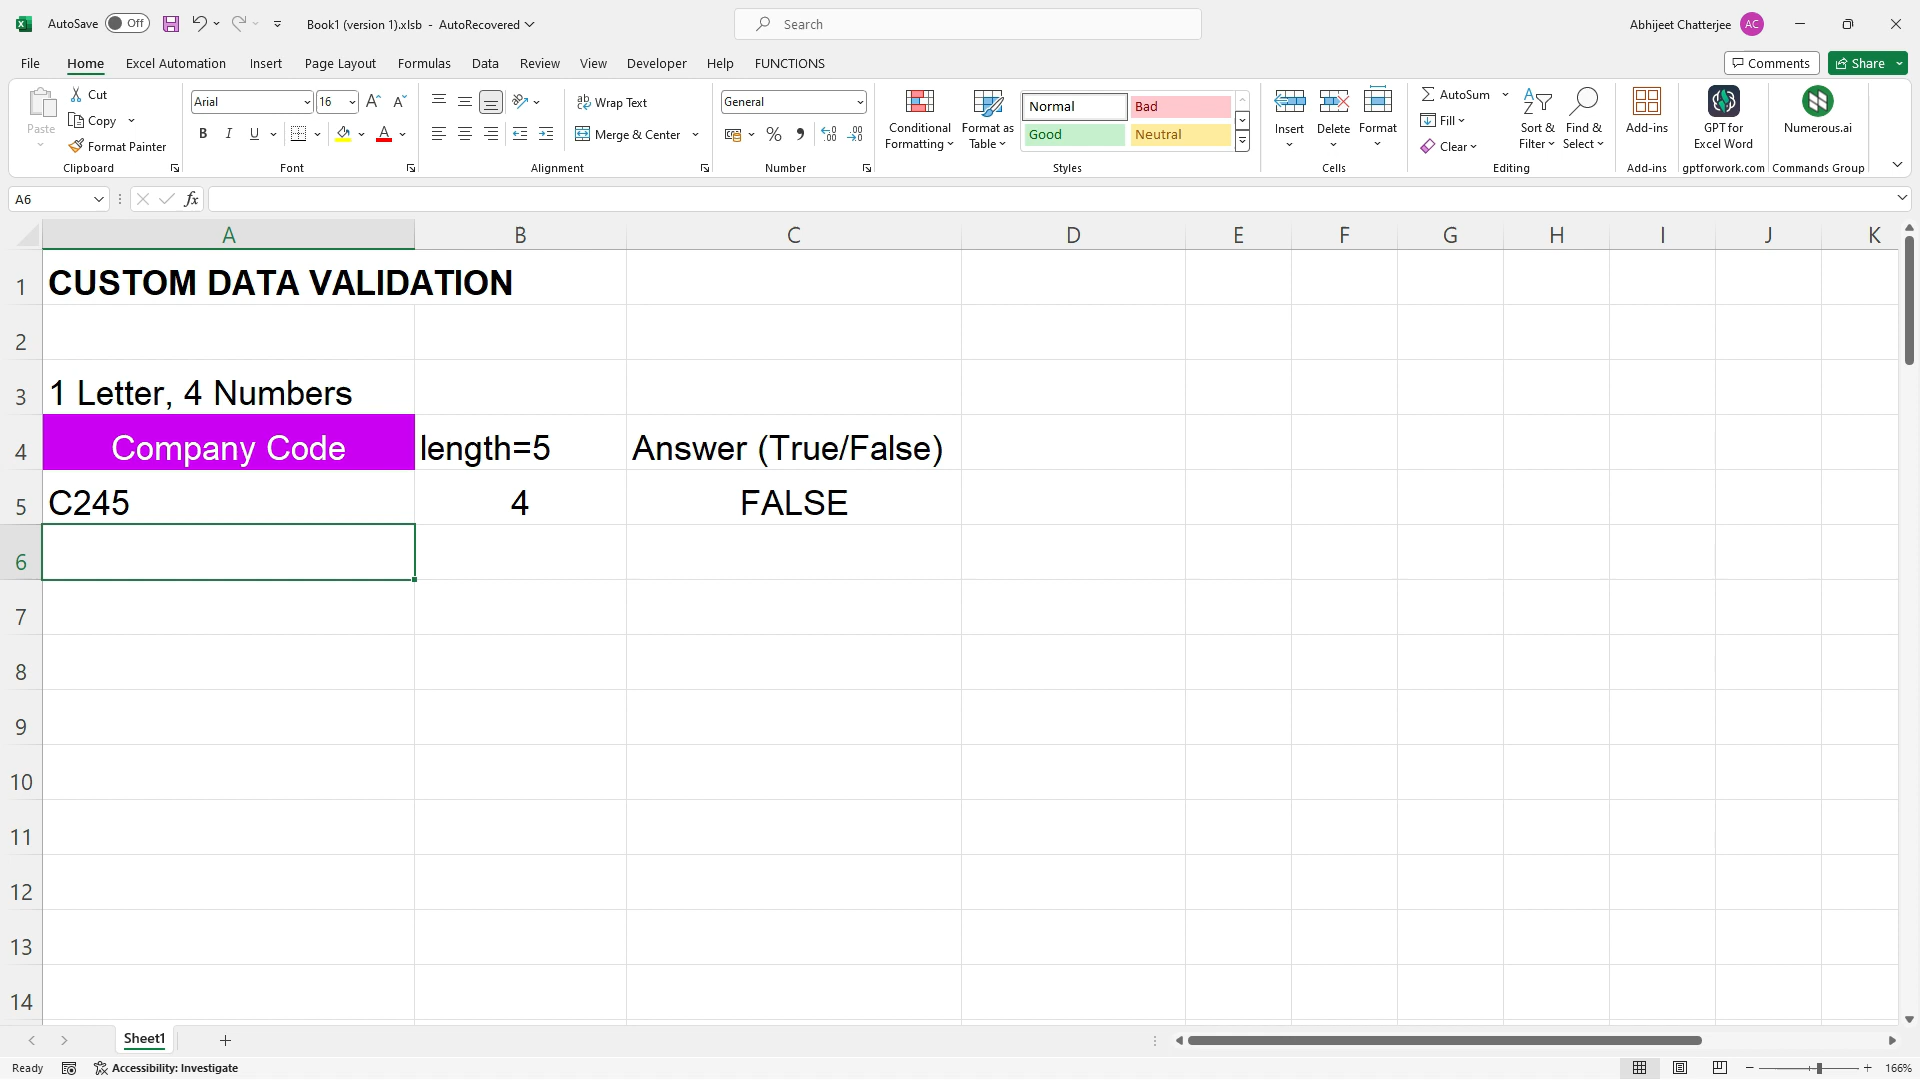 AutoSave Off Book1 (version 1).xlsb - AutoRecovered Search Abhijeet Chatterjee AC
File Home Excel Automation Insert Page Layout Formulas Data Review View Developer Help FUNCTIONS Comments Share
Paste
Cut
Copy
Format Painter
Clipboard
Arial 16
B I U A
Font
Wrap Text
Merge & Center
Alignment
General
Number
Conditional
Formatting
Format as
Table
Normal Bad
Good Neutral
Styles
Insert Delete Format
Cells
AutoSum
Fill
Clear
Sort &
Filter
Find &
Select
Editing
Add-ins
Add-ins
GPT for
Excel Word
gptforwork.com
Numerous.ai
Commands Group
A6 fx
A B C D E F G H I J K
1 CUSTOM DATA VALIDATION
2
3 1 Letter, 4 Numbers
4 Company Code length=5 Answer (True/False)
5 C245 4 FALSE
6
7
8
9
10
11
12
13
14
Sheet1
Ready Accessibility: Investigate 166%